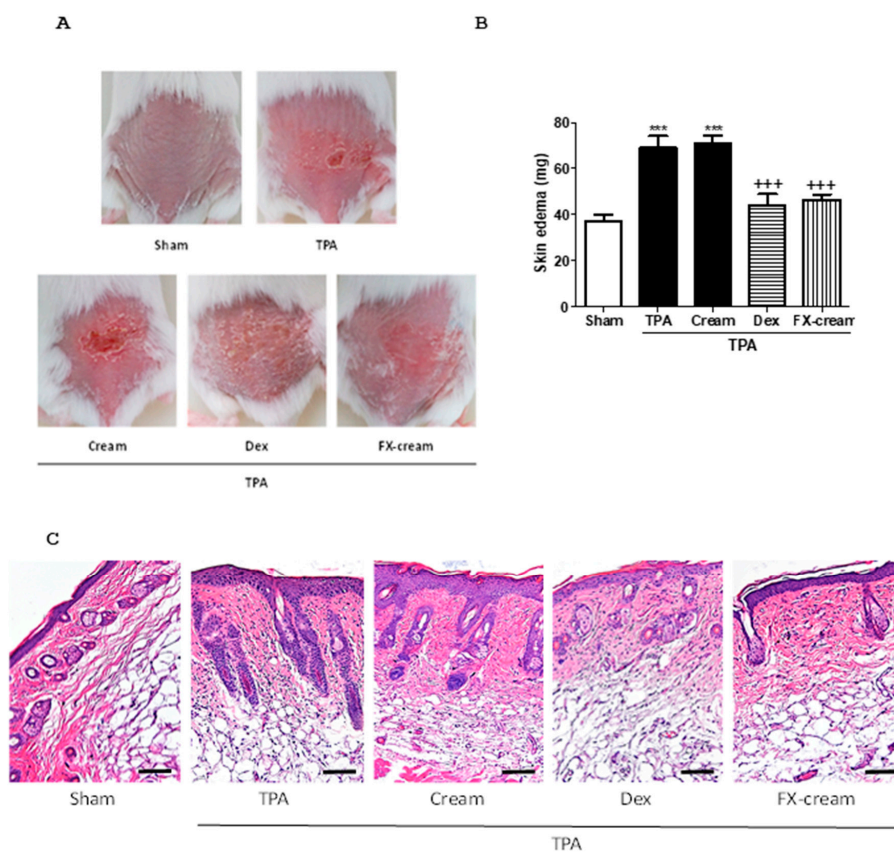 A
Sham
TPA
Cream
Dex
FX-cream
TPA
B
Skin edema (mg)
80
60
40
20
0
***
***
+++
+++
Sham
TPA
Cream
Dex
FX-cream
TPA
C
Sham
TPA
Cream
Dex
FX-cream
TPA